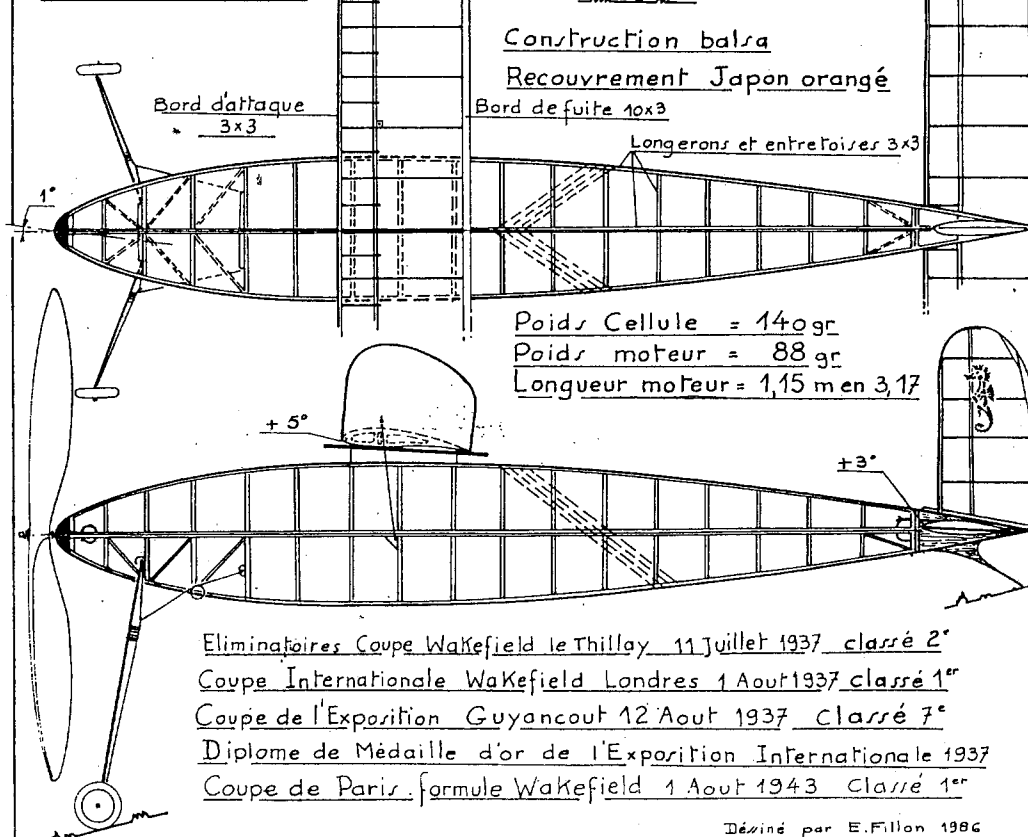 Construction balsa
Recouvrement Japon orangé
Bord d'attaque
3x3
Bord de fuite 10x3
Longerons et entretoises 3x3
1°
Poids Cellule = 140 gr
Poids moteur = 88 gr
Longueur moteur = 1,15 m en 3,17
+ 5°
+3°
Eliminatoires Coupe Wakefield le Thillay 11 Juillet 1937 classé 2e
Coupe Internationale Wakefield Londres 1 Aout 1937 classé 1er
Coupe de l'Exposition Guyancout 12 Aout 1937 Classé 7e
Diplome de Médaille d'or de l'Exposition Internationale 1937
Coupe de Paris. formule Wakefield 1 Aout 1943 Classé 1er
Déssiné par E.Fillon 1986